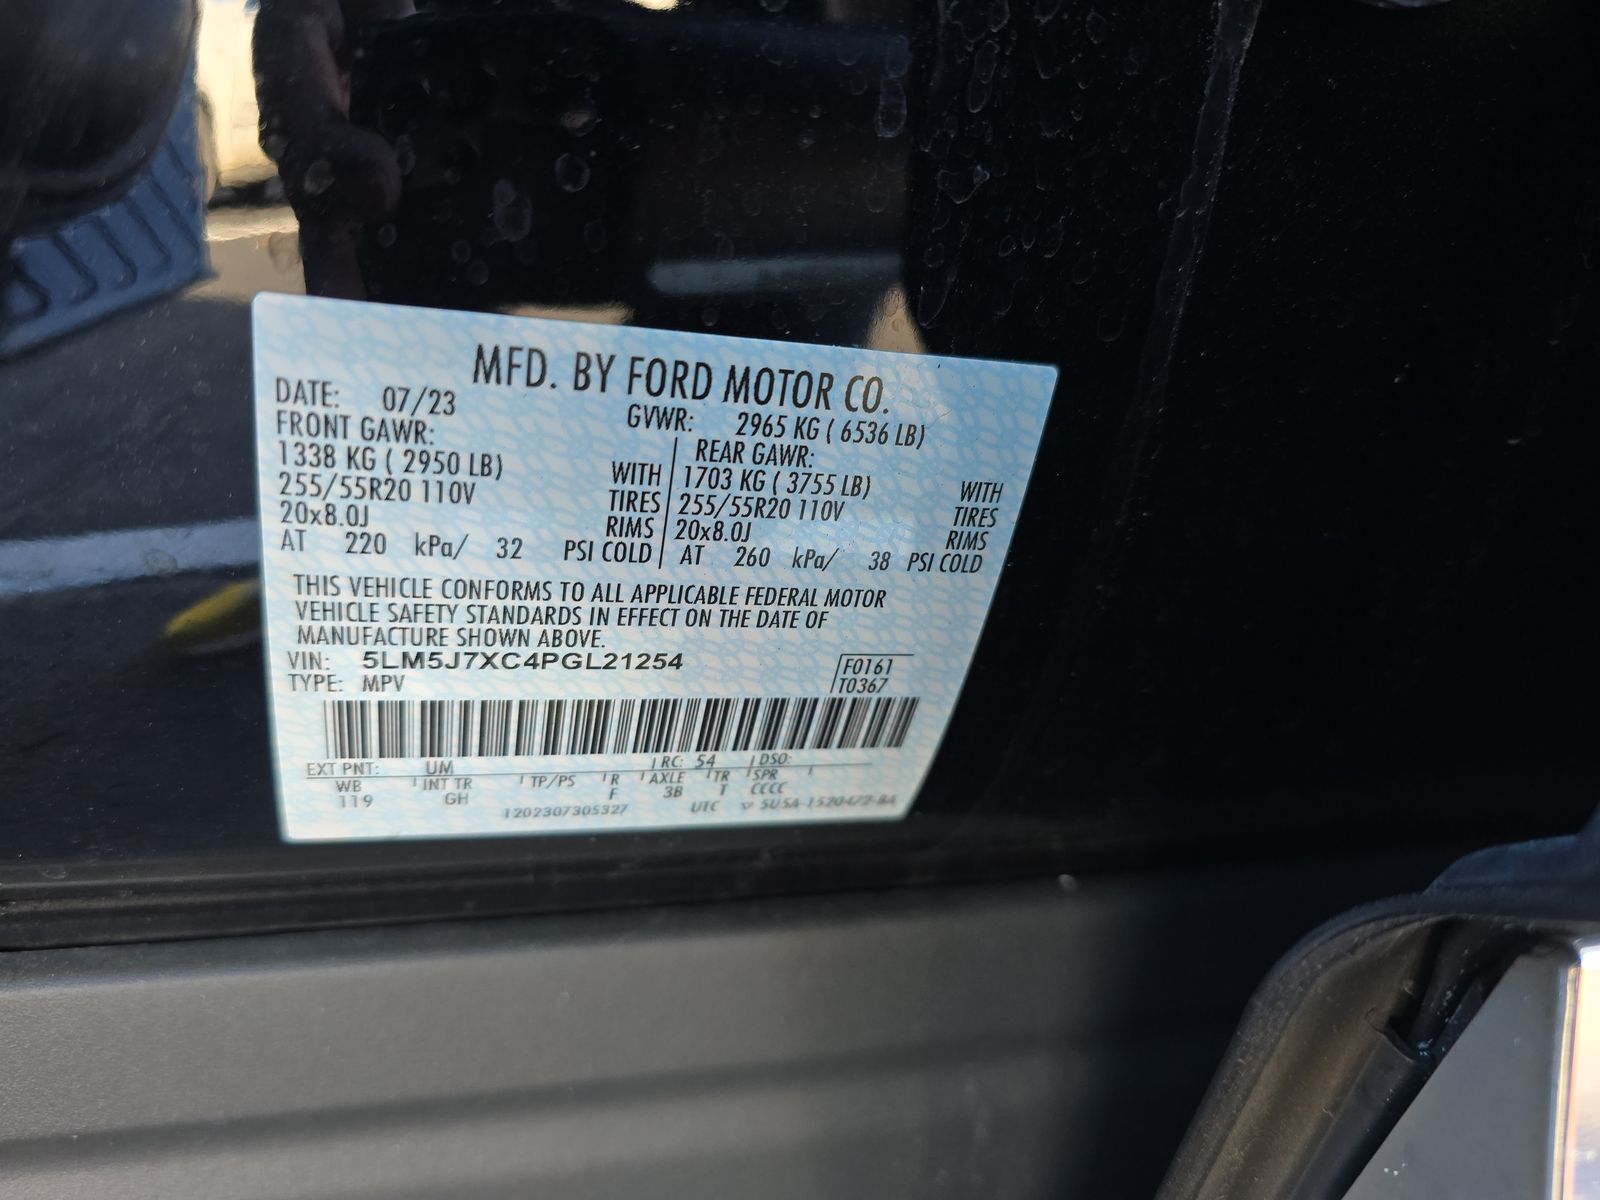 MFD. BY FORD MOTOR CO.
DATE: 07/23 GVWR: 2965 KG ( 6536 LB)
FRONT GAWR: REAR GAWR:
1338 KG ( 2950 LB) WITH 1703 KG ( 3755 LB) WITH
255/55R20 110V TIRES 255/55R20 110V TIRES
20x8.0J RIMS 20x8.0J RIMS
AT 220 kPa/ 32 PSI COLD AT 260 kPa/ 38 PSI COLD
THIS VEHICLE CONFORMS TO ALL APPLICABLE FEDERAL MOTOR
VEHICLE SAFETY STANDARDS IN EFFECT ON THE DATE OF
MANUFACTURE SHOWN ABOVE.
VIN: 5LM5J7XC4PGL21254 F0161
TYPE: MPV T0367
EXT PNT: UM RC: 54 DSO:
WB INT TR TP/PS R AXLE TR SPR
119 GH F 3B T CCCC
1202307305327 UTC 5U5A-1520472-BA